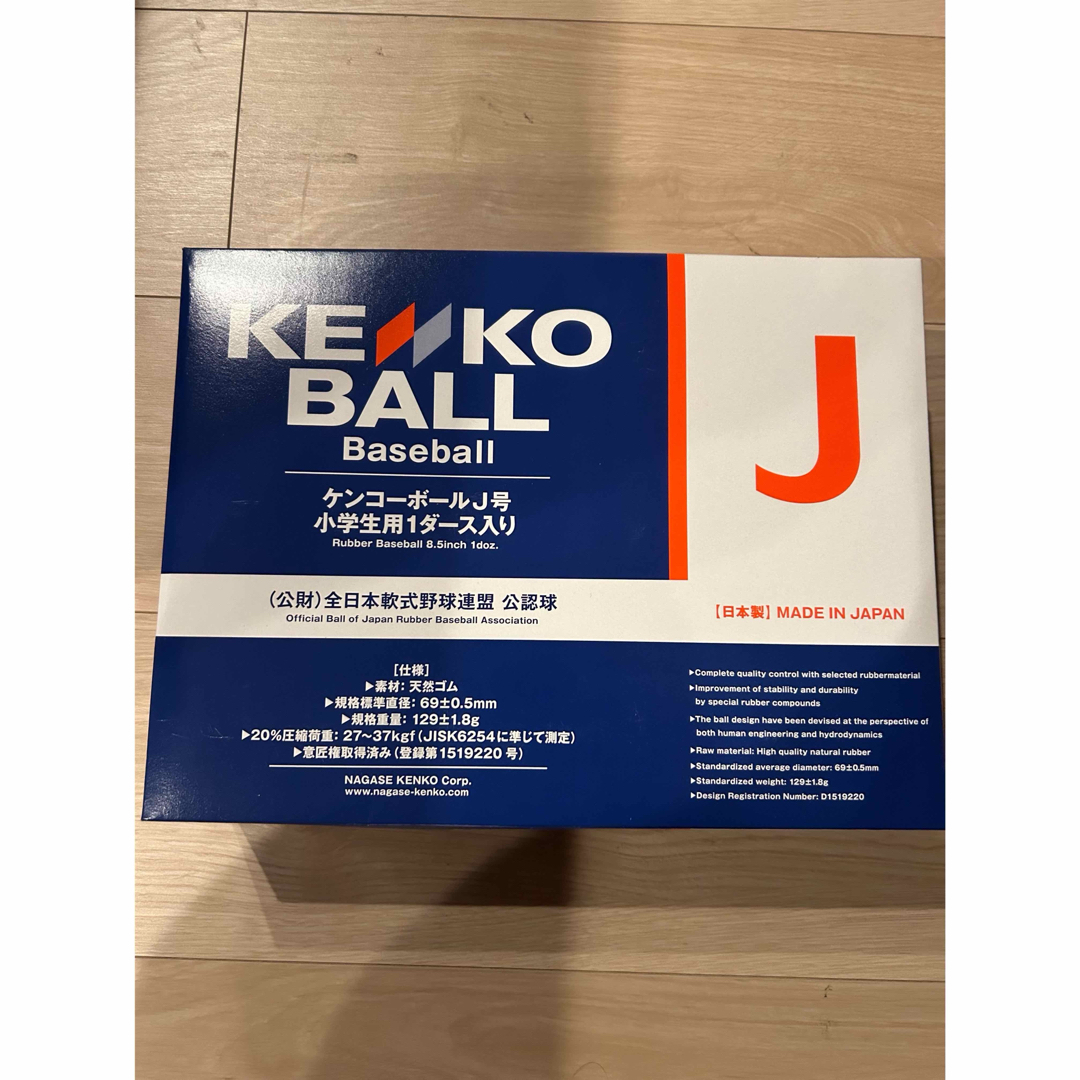 KENKO
BALL
Baseball
ケンコーボールJ号
小学生用1ダース入り
Rubber Baseball 8.5inch 1doz.
J
(公財)全日本軟式野球連盟 公認球
Official Ball of Japan Rubber Baseball Association
【日本製】MADE IN JAPAN
[仕様]
▶素材:天然ゴム
▶規格標準直径:69±0.5mm
▶規格重量:129±1.8g
▶20%圧縮荷重:27〜37kgf(JISK6254に準じて測定)
▶意匠権取得済み(登録第1519220号)
NAGASE KENKO Corp.
www.nagase-kenko.com
▶Complete quality control with selected rubbermaterial
▶Improvement of stability and durability
by special rubber compounds
▶The ball design have been devised at the perspective of
both human engineering and hydrodynamics
▶Raw material: High quality natural rubber
▶Standardized average diameter: 69±0.5mm
▶Standardized weight: 129±1.8g
▶Design Registration Number: D1519220